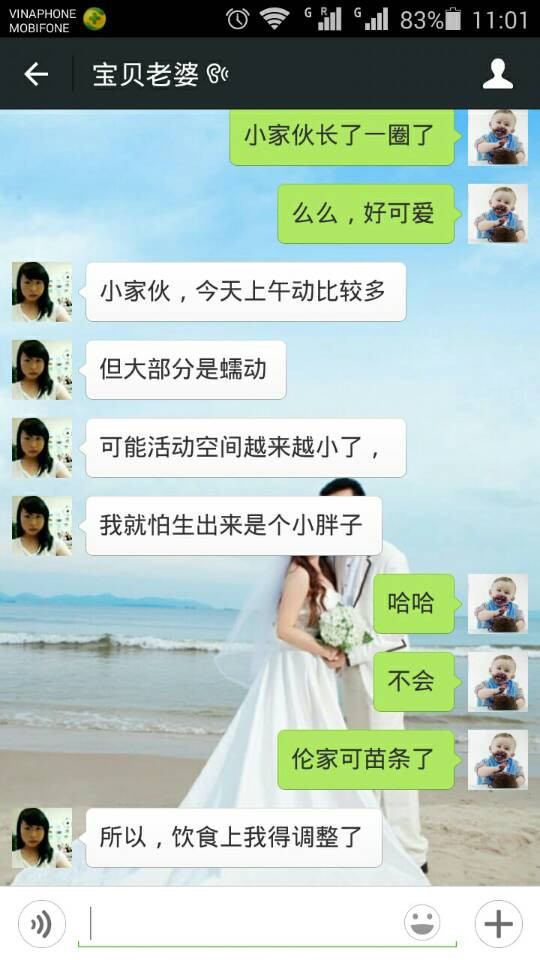 VINAPHONE
MOBIFONE
G R G 83% 11:01
宝贝老婆
小家伙长了一圈了
么么，好可爱
小家伙，今天上午动比较多
但大部分是蠕动
可能活动空间越来越小了，
我就怕生出来是个小胖子
哈哈
不会
伦家可苗条了
所以，饮食上我得调整了